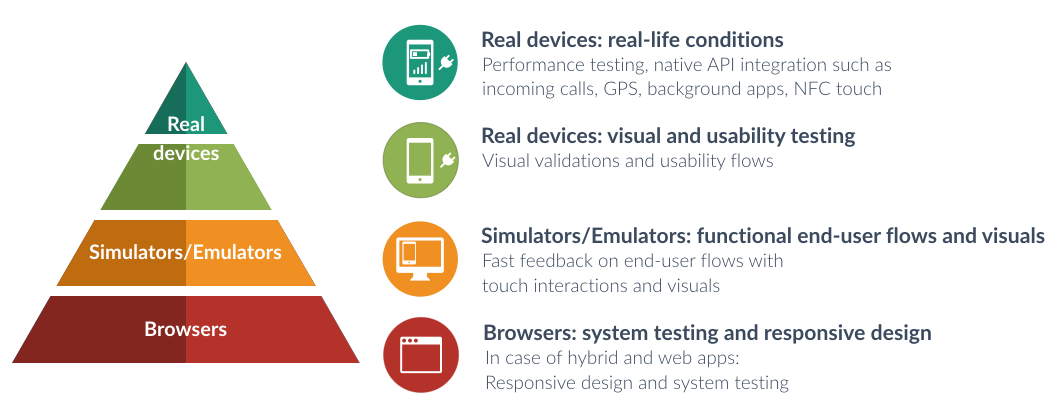 Real
devices
Simulators/Emulators
Browsers
Real devices: real-life conditions
Performance testing, native API integration such as
incoming calls, GPS, background apps, NFC touch
Real devices: visual and usability testing
Visual validations and usability flows
Simulators/Emulators: functional end-user flows and visuals
Fast feedback on end-user flows with
touch interactions and visuals
Browsers: system testing and responsive design
In case of hybrid and web apps:
Responsive design and system testing